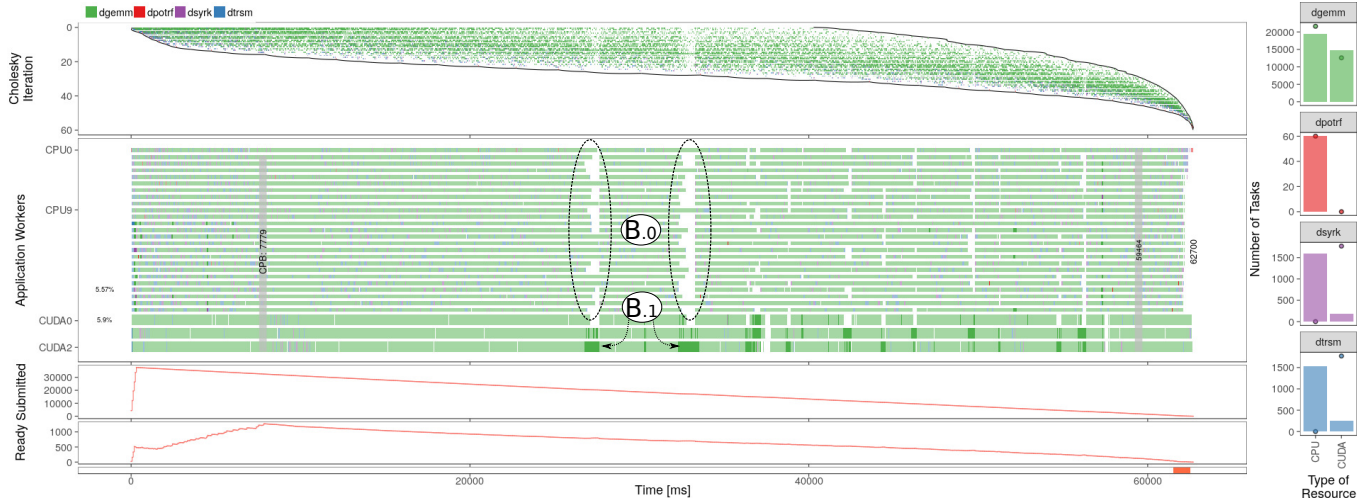 dgemm dpotrf dsyrk dtrsm
Cholesky
Iteration
0
20
40
60
Application Workers
CPU0
CPU9
5.57%
5.9%
CUDA0
CUDA2
CPB: 7779
B.0
B.1
59464
62700
Submitted
30000
20000
10000
0
Ready
1000
500
0
0
20000
40000
60000
Time [ms]
Number of Tasks
dgemm
20000
15000
10000
5000
0
dpotrf
60
40
20
0
dsyrk
1500
1000
500
0
dtrsm
1500
1000
500
0
CPU
CUDA
Type of
Resource